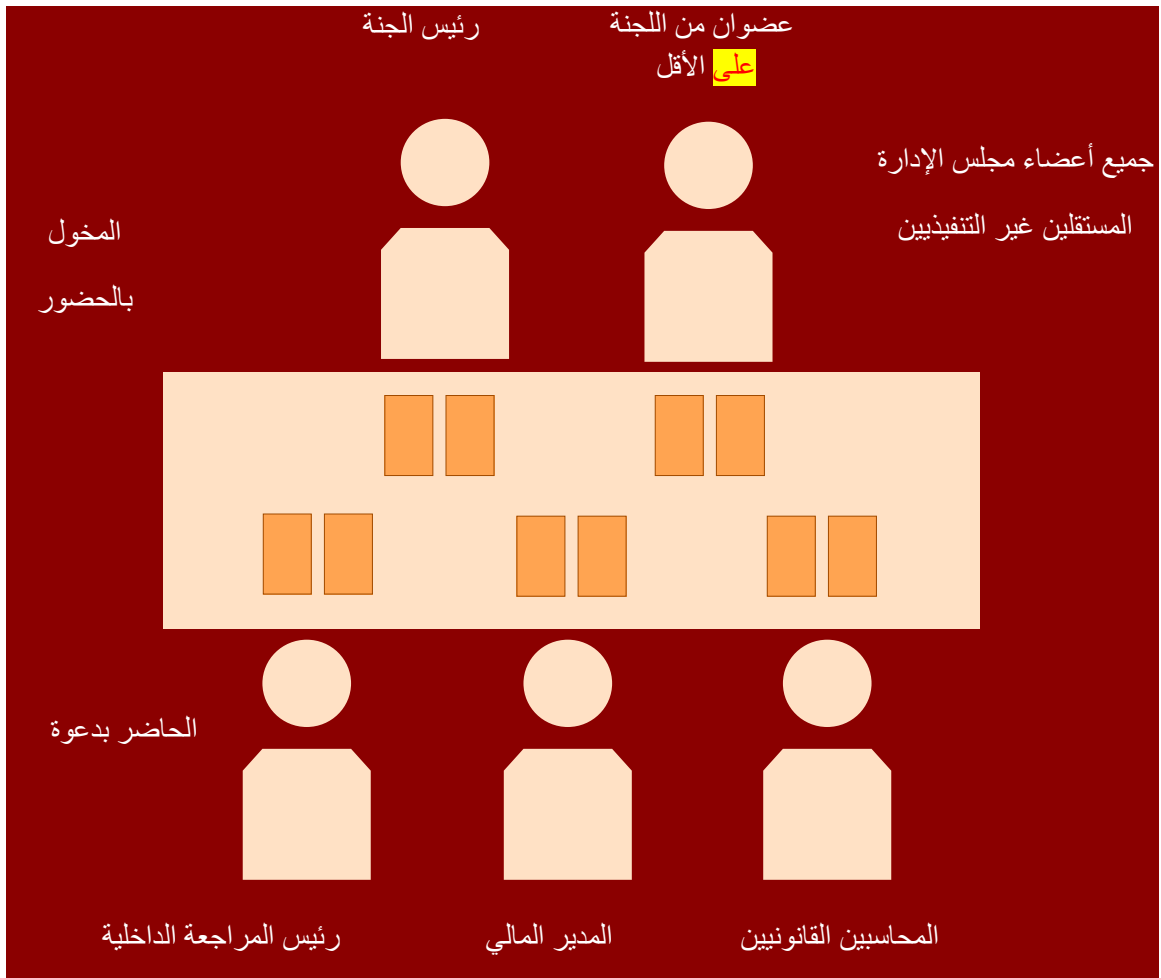 عضوان من اللجنة
على الأقل
رئيس الجنة
جميع أعضاء مجلس الإدارة
المستقلين غير التنفيذيين
المخول
بالحضور
الحاضر بدعوة
المحاسبين القانونيين
المدير المالي
رئيس المراجعة الداخلية